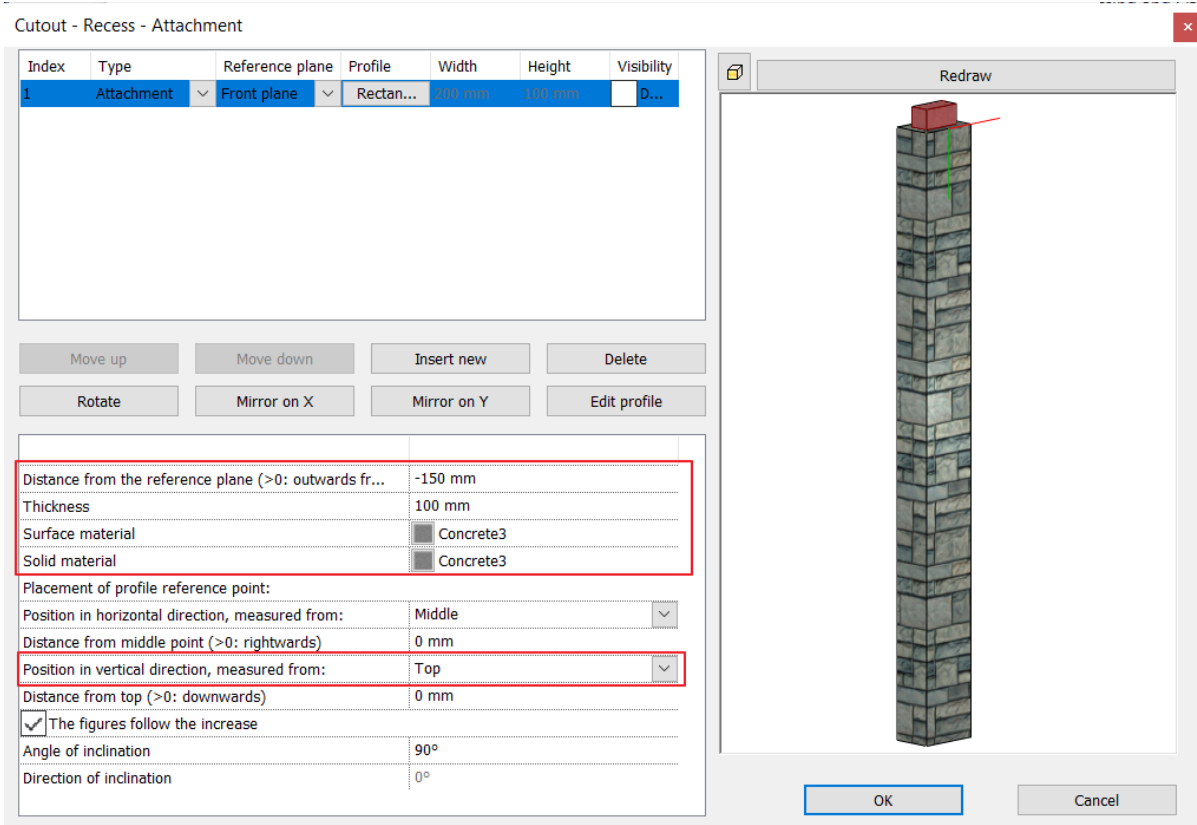 Cutout - Recess - Attachment
Index Type Reference plane Profile Width Height Visibility
1 Attachment Front plane Rectan... 200 mm 100 mm D...
Redraw
Move up Move down Insert new Delete
Rotate Mirror on X Mirror on Y Edit profile
Distance from the reference plane (>0: outwards fr... -150 mm
Thickness 100 mm
Surface material Concrete3
Solid material Concrete3
Placement of profile reference point:
Position in horizontal direction, measured from: Middle
Distance from middle point (>0: rightwards) 0 mm
Position in vertical direction, measured from: Top
Distance from top (>0: downwards) 0 mm
The figures follow the increase
Angle of inclination 90°
Direction of inclination 0°
OK Cancel